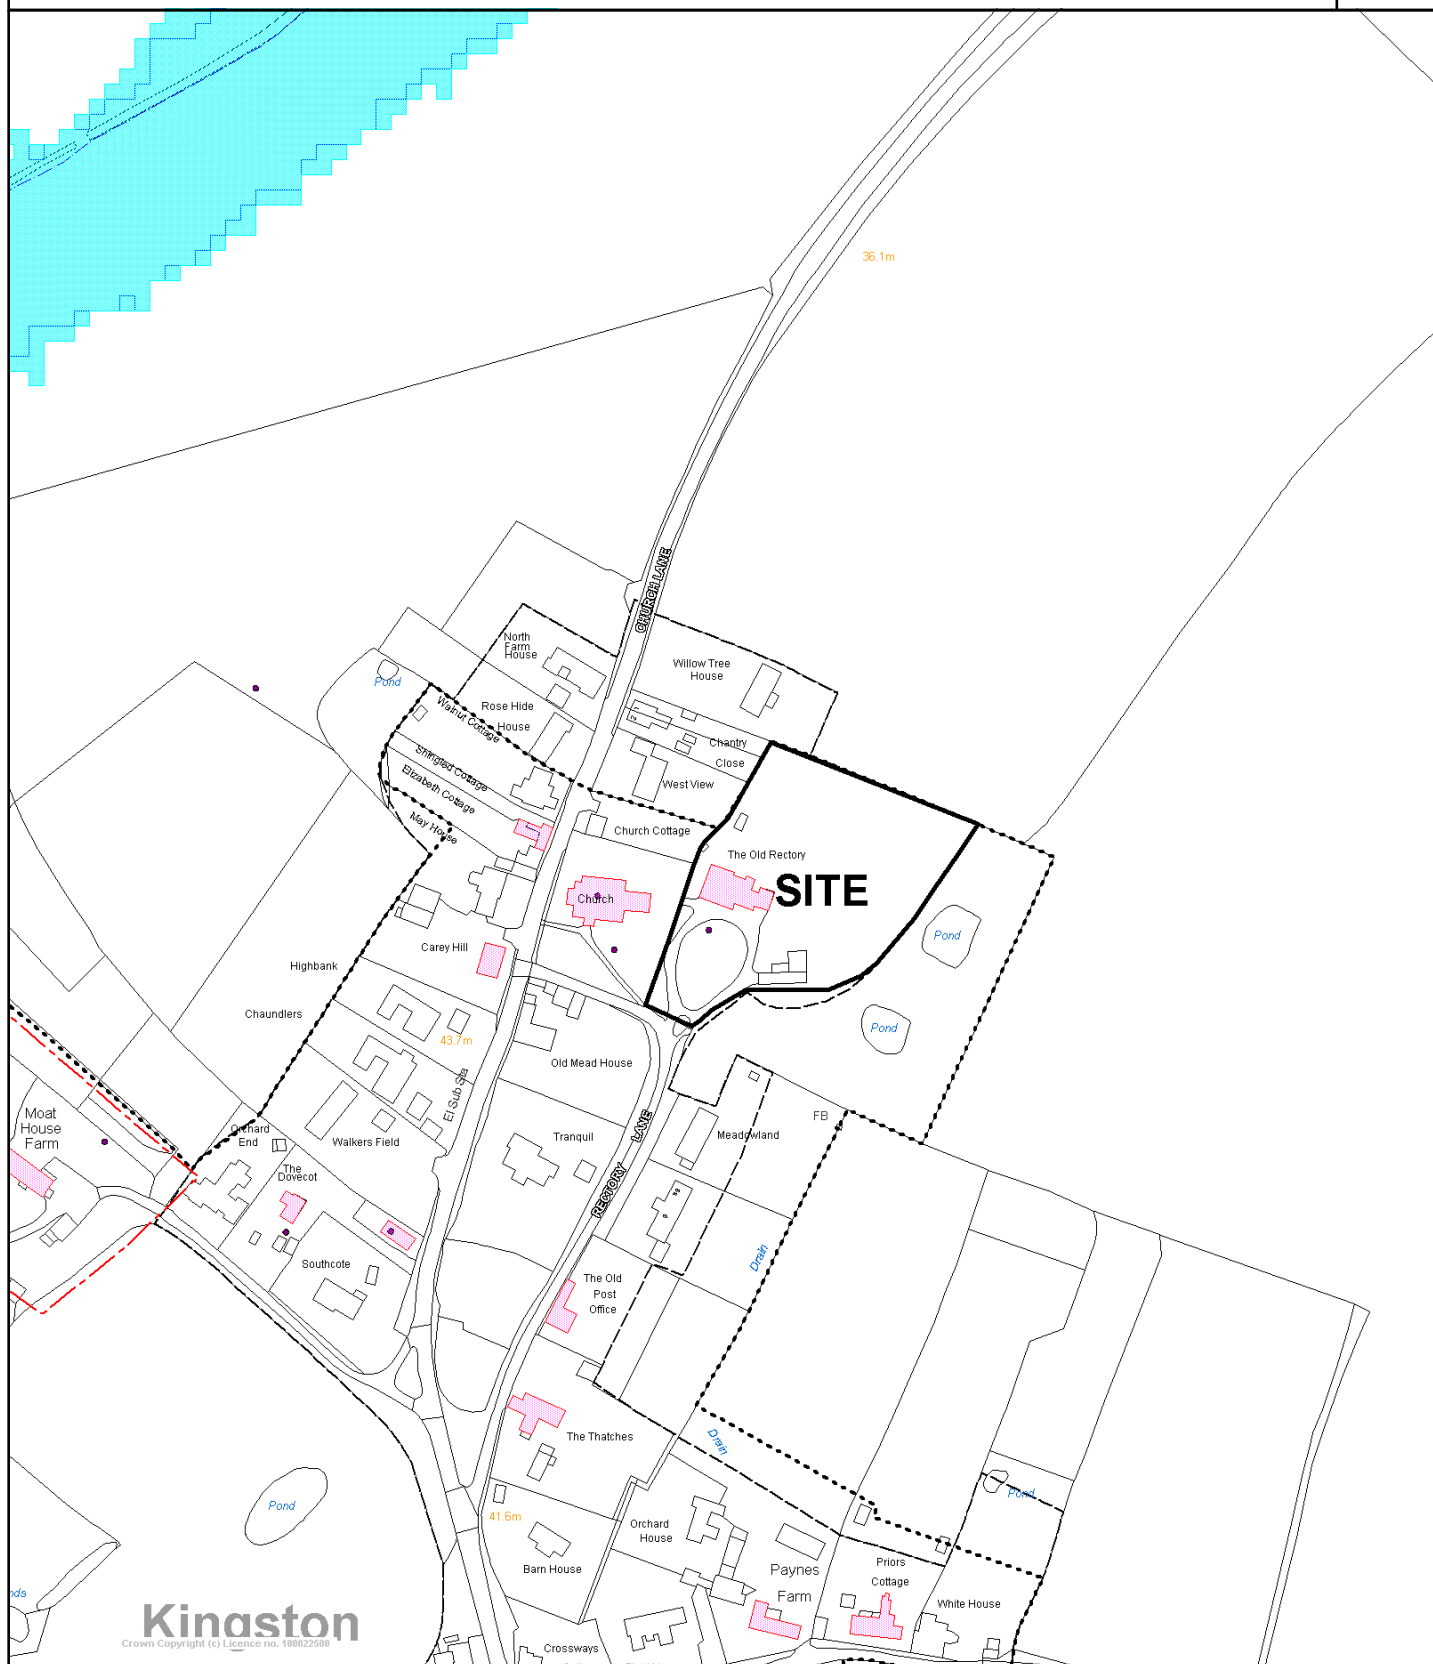 36.1m
CHURCH LANE
North
Farm
House
Willow Tree
House
Pond
Walnut Cottage
Rose Hide
House
2
1
Chantry
Close
Shingled Cottage
Elizabeth Cottage
West View
May House
Church Cottage
The Old Rectory
SITE
Church
Carey Hill
Pond
Highbank
Chaundlers
Pond
43.7m
Old Mead House
El Sub Sta
Moat
House
Farm
Orchard
End
Walkers Field
Tranquil
RECTORY LANE
Meadowland
FB
The
Dovecot
Drain
Southcote
The Old
Post
Office
The Thatches
Drain
Pond
Pond
41.6m
Orchard
House
Barn House
Paynes
Farm
Priors
Cottage
White House
nds
Kingston
Crown Copyright (c) Licence no. 100022500
Crossways